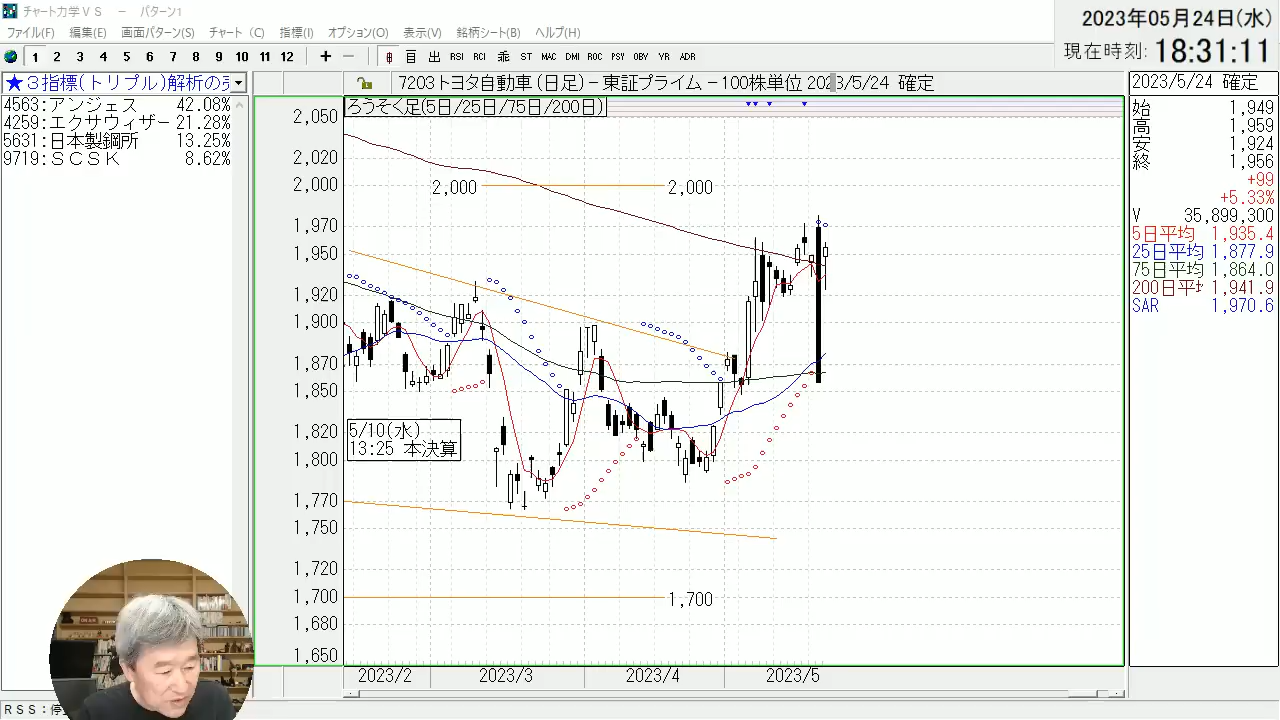 チャート力学VS － パターン1
ファイル(F) 編集(E) 画面パターン(S) チャート (C) 指標(I) オプション(O) 表示(V) 銘柄シート(B) ヘルプ(H)
2023年05月24日(水)
現在時刻: 18:31:11
1 2 3 4 5 6 7 8 9 10 11 12 + － 日 出 RSI RCI 乖 ST MAC DMI ROC PSY OBV YR ADR
★３指標(トリプル)解析の
7203トヨタ自動車(日足)－東証プライム－100株単位 2023/5/24 確定
2023/5/24 確定
4563:アンジェス 42.08%
4259:エクサウィザー 21.28%
5631:日本製鋼所 13.25%
9719:ＳＣＳＫ 8.62%
ろうそく足(5日/25日/75日/200日)
2,050
2,020
2,000
1,970
1,950
1,920
1,900
1,870
1,850
1,820
1,800
1,770
1,750
1,720
1,700
1,680
1,650
2,000 2,000
5/10(水)
13:25 本決算
1,700
2023/2 2023/3 2023/4 2023/5
始 1,949
高 1,959
安 1,924
終 1,956
+99
+5.33%
V 35,899,300
5日平均 1,935.4
25日平均 1,877.9
75日平均 1,864.0
200日平均 1,941.9
SAR 1,970.6
ＲＳＳ：停